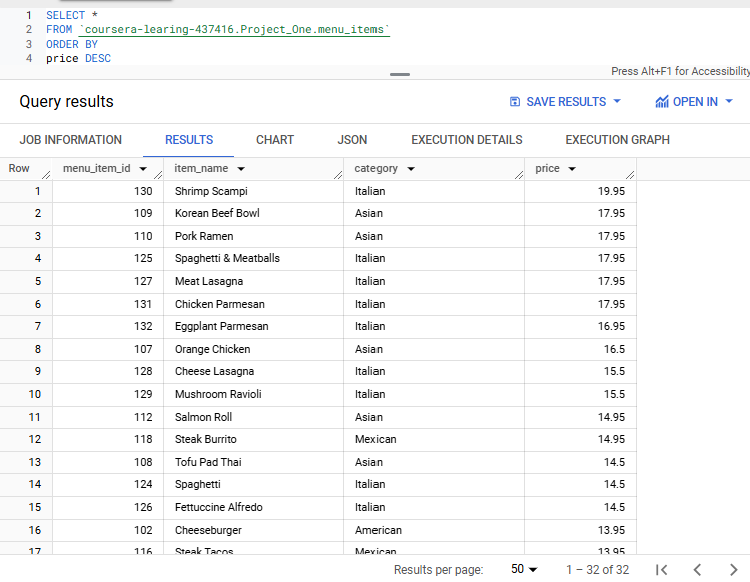 1 SELECT *
2 FROM `coursera-learing-437416.Project_One.menu_items`
3 ORDER BY
4 price DESC
Press Alt+F1 for Accessibility
Query results
SAVE RESULTS
OPEN IN
JOB INFORMATION RESULTS CHART JSON EXECUTION DETAILS EXECUTION GRAPH
Row menu_item_id item_name category price
1 130 Shrimp Scampi Italian 19.95
2 109 Korean Beef Bowl Asian 17.95
3 110 Pork Ramen Asian 17.95
4 125 Spaghetti & Meatballs Italian 17.95
5 127 Meat Lasagna Italian 17.95
6 131 Chicken Parmesan Italian 17.95
7 132 Eggplant Parmesan Italian 16.95
8 107 Orange Chicken Asian 16.5
9 128 Cheese Lasagna Italian 15.5
10 129 Mushroom Ravioli Italian 15.5
11 112 Salmon Roll Asian 14.95
12 118 Steak Burrito Mexican 14.95
13 108 Tofu Pad Thai Asian 14.5
14 124 Spaghetti Italian 14.5
15 126 Fettuccine Alfredo Italian 14.5
16 102 Cheeseburger American 13.95
17 116 Steak Tacos Mexican 13.95
Results per page: 50 1 – 32 of 32